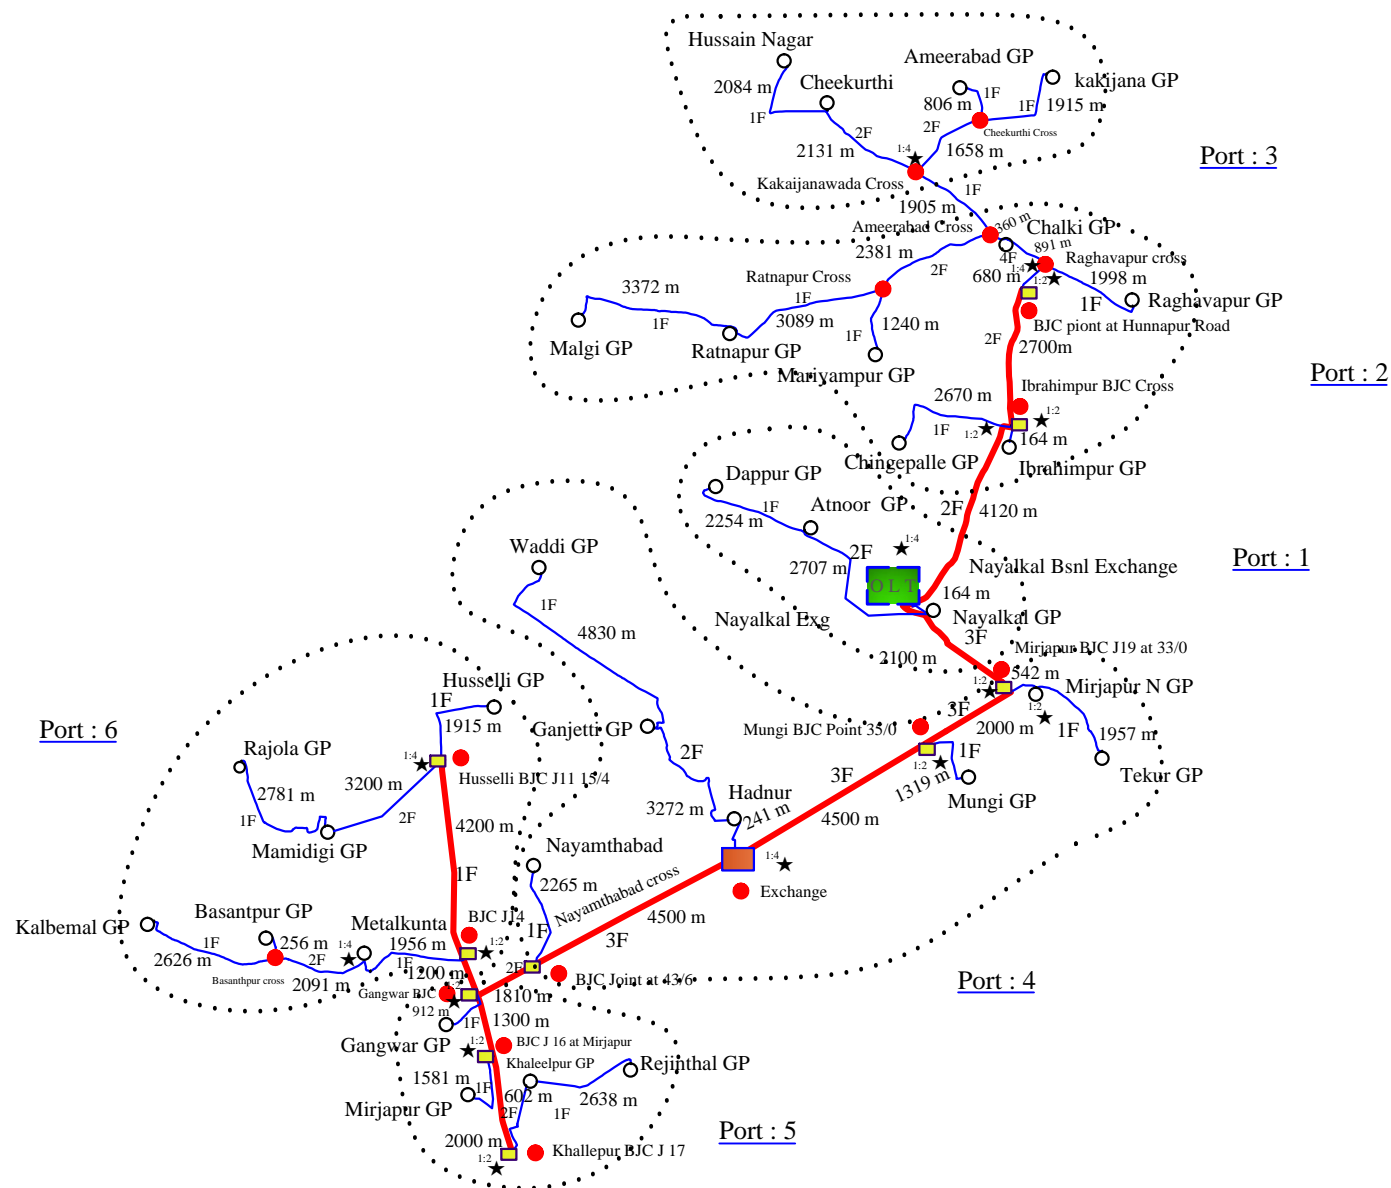 Hussain Nagar
Ameerabad GP
kakijana GP
2084 m
Cheekurthi
806 m
1F
1F
1915 m
1F
2F
2F
Cheekurthi Cross
2131 m
1:4
1658 m
Port : 3
Kakaijanawada Cross
1F
1905 m
Ameerabad Cross
360 m
Chalki GP
2381 m
891 m
4F
Raghavapur cross
2F
Ratnapur Cross
1:4
680 m
1:2
1998 m
3372 m
1F
1F
Raghavapur GP
1F
3089 m
1240 m
BJC piont at Hunnapur Road
1F
2F
2700m
Malgi GP
Ratnapur GP
Mariyampur GP
Port : 2
2670 m
Ibrahimpur BJC Cross
1F
1:2
1:2
164 m
Chingepalle GP
Ibrahimpur GP
Dappur GP
1F
2254 m
Atnoor GP
2F
4120 m
Waddi GP
2F
1:4
2707 m
Nayalkal Bsnl Exchange
Port : 1
O L T
164 m
1F
Nayalkal Exg
Nayalkal GP
4830 m
3F
2100 m
Mirjapur BJC J19 at 33/0
542 m
Husselli GP
1:2
Mirjapur N GP
1F
1:2
1915 m
Ganjetti GP
Mungi BJC Point 35/0
3F
2000 m
1F
1957 m
Port : 6
Rajola GP
2F
1F
1:4
3F
1:2
Tekur GP
3200 m
Husselli BJC J11 15/4
1319 m
Mungi GP
2781 m
Hadnur
1F
2F
3272 m
241 m
4500 m
4200 m
Mamidigi GP
Nayamthabad
1:4
1F
2265 m
Nayamthabad cross
Exchange
Basantpur GP
Kalbemal GP
Metalkunta
BJC J14
4500 m
1F
1F
256 m
1:4
1956 m
1:2
3F
2626 m
2F
1F
2F
Basanthpur cross
2091 m
1200 m
BJC Joint at 43/6
Gangwar BJC
1:2
1810 m
Port : 4
912 m
1F
1300 m
Gangwar GP
1:2
BJC J 16 at Mirjapur
Khaleelpur GP
Rejinthal GP
1581 m
1F
602 m
2638 m
Mirjapur GP
2F
1F
2000 m
Port : 5
1:2
Khallepur BJC J 17